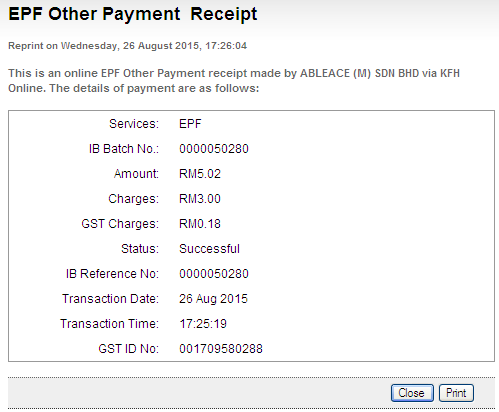 EPF Other Payment Receipt
Reprint on Wednesday, 26 August 2015, 17:26:04
This is an online EPF Other Payment receipt made by ABLEACE (M) SDN BHD via KFH
Online. The details of payment are as follows:
Services: EPF
IB Batch No.: 0000050280
Amount: RM5.02
Charges: RM3.00
GST Charges: RM0.18
Status: Successful
IB Reference No: 0000050280
Transaction Date: 26 Aug 2015
Transaction Time: 17:25:19
GST ID No: 001709580288
Close Print